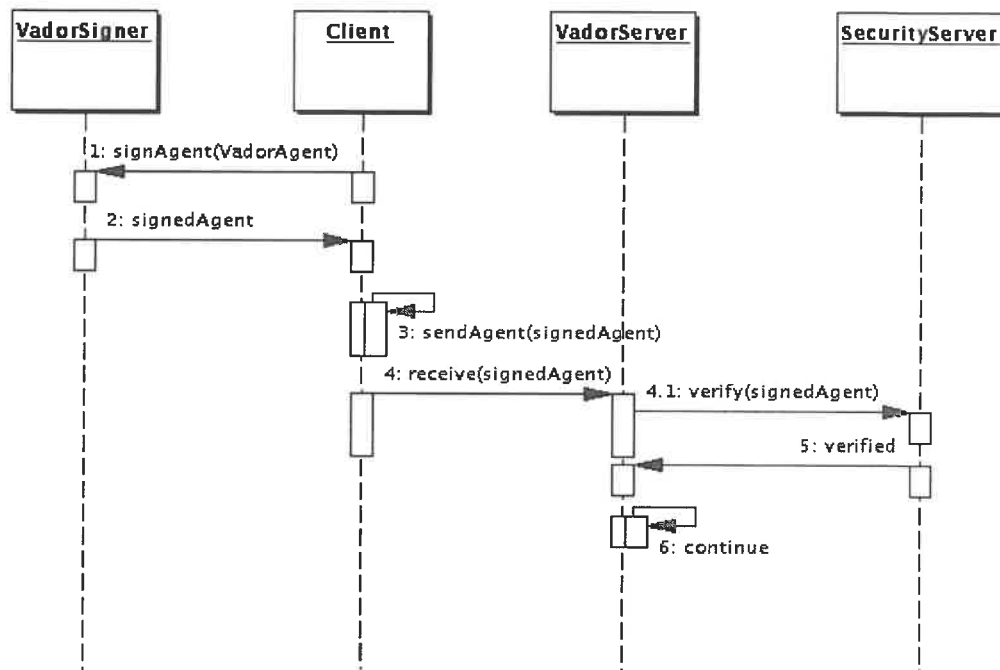 VadorSigner
Client
VadorServer
SecurityServer
1: signAgent(VadorAgent)
2: signedAgent
3: sendAgent(signedAgent)
4: receive(signedAgent)
4.1: verify(signedAgent)
5: verified
6: continue